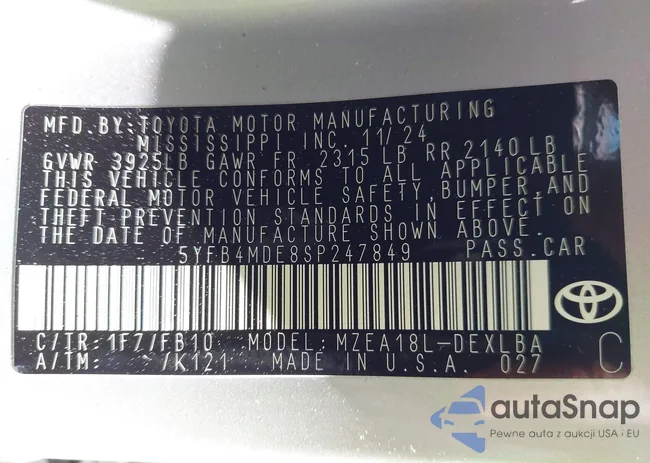 MFD. BY: TOYOTA MOTOR MANUFACTURING
MISSISSIPPI INC. 11/24
GVWR 3925LB GAWR FR 2315 LB RR 2140 LB
THIS VEHICLE CONFORMS TO ALL APPLICABLE
FEDERAL MOTOR VEHICLE SAFETY, BUMPER, AND
THEFT PREVENTION STANDARDS IN EFFECT ON
THE DATE OF MANUFACTURE SHOWN ABOVE.
5YFB4MDE8SP247849 PASS. CAR
C/TR: 1F7/FB10 MODEL: MZEA18L-DEXLBA
A/TM: /K121 MADE IN U.S.A. 027 C
autoSnap
Pewne auta z aukcji USA i EU